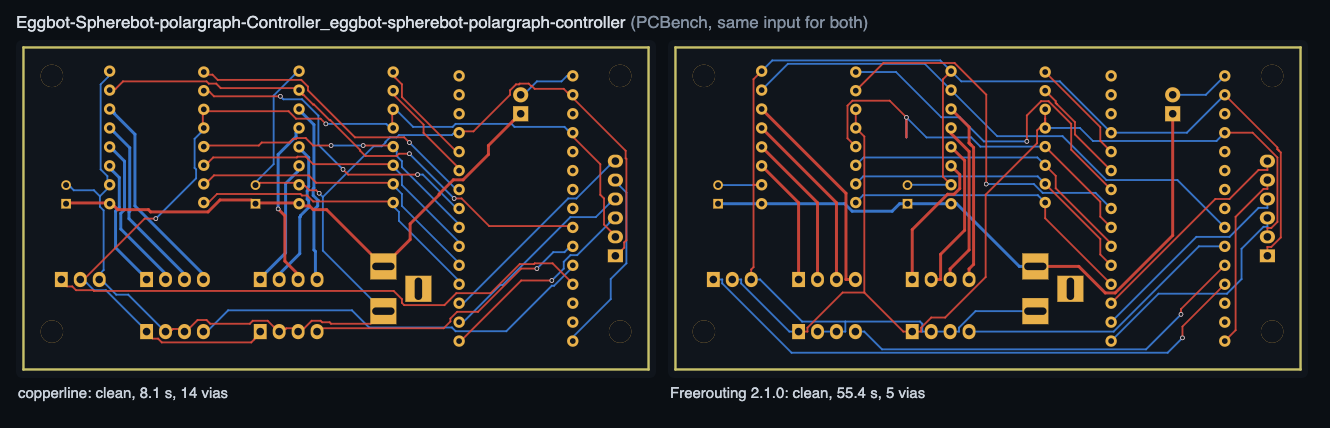 Eggbot-Spherebot-polargraph-Controller_eggbot-spherebot-polargraph-controller (PCBench, same input for both)
copperline: clean, 8.1 s, 14 vias
Freerouting 2.1.0: clean, 55.4 s, 5 vias